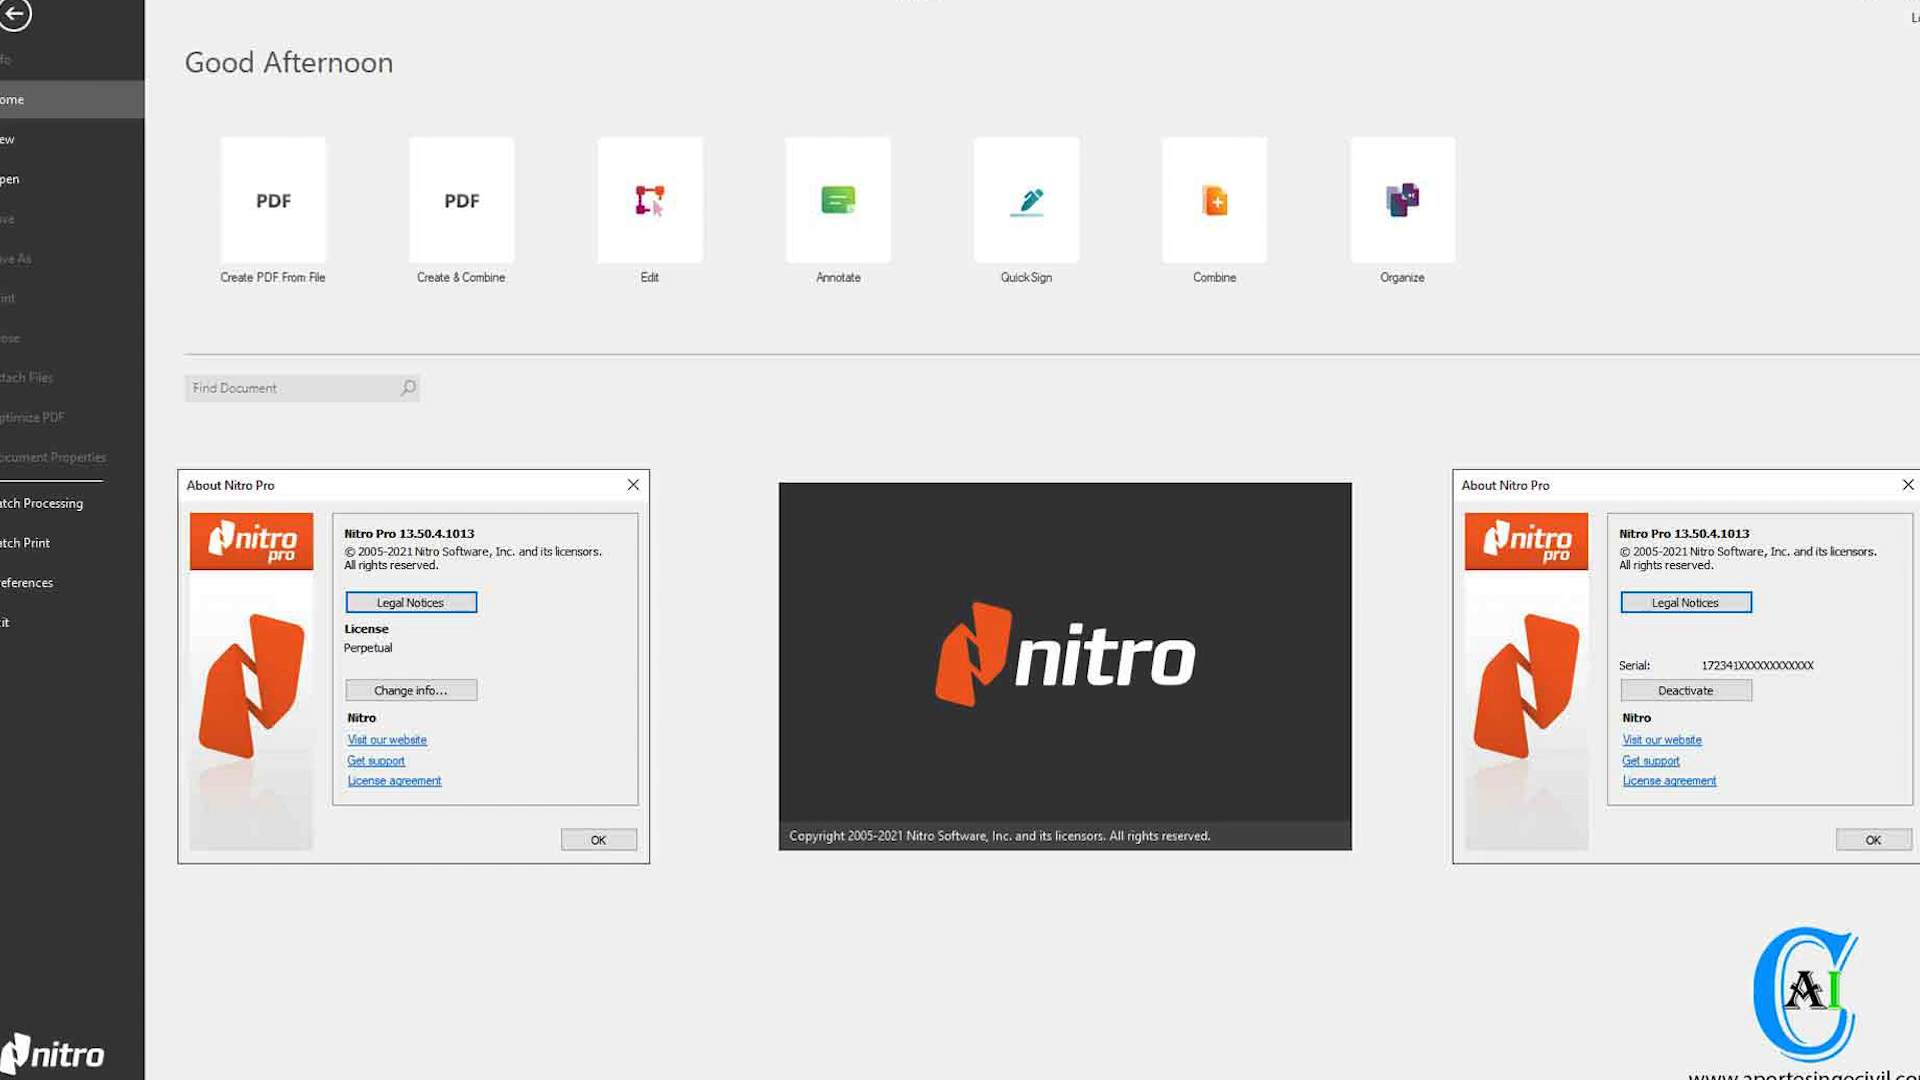 Good Afternoon
ome
ew
pen
ve
ve As
int
ose
tach Files
ptimize PDF
ocument Properties
atch Processing
atch Print
eferences
it
nitro
PDF
PDF
Create PDF From File
Create & Combine
Edit
Annotate
QuickSign
Combine
Organize
Find Document
About Nitro Pro
nitro
pro
Nitro Pro 13.50.4.1013
© 2005-2021 Nitro Software, Inc. and its licensors.
All rights reserved.
Legal Notices
License
Perpetual
Change info...
Nitro
Visit our website
Get support
License agreement
OK
nitro
Copyright 2005-2021 Nitro Software, Inc. and its licensors. All rights reserved.
About Nitro Pro
nitro
pro
Nitro Pro 13.50.4.1013
© 2005-2021 Nitro Software, Inc. and its licensors.
All rights reserved.
Legal Notices
Serial: 172341XXXXXXXXXXXX
Deactivate
Nitro
Visit our website
Get support
License agreement
OK
CAI